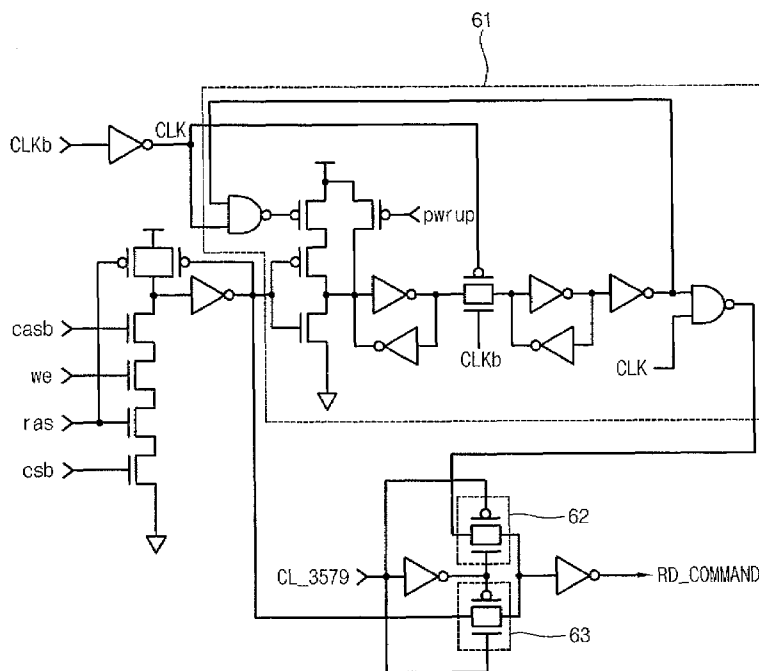 61
CLKb
CLK
pwrup
casb
we
ras
csb
CLKb
CLK
62
CL_3579
RD_COMMAND
63